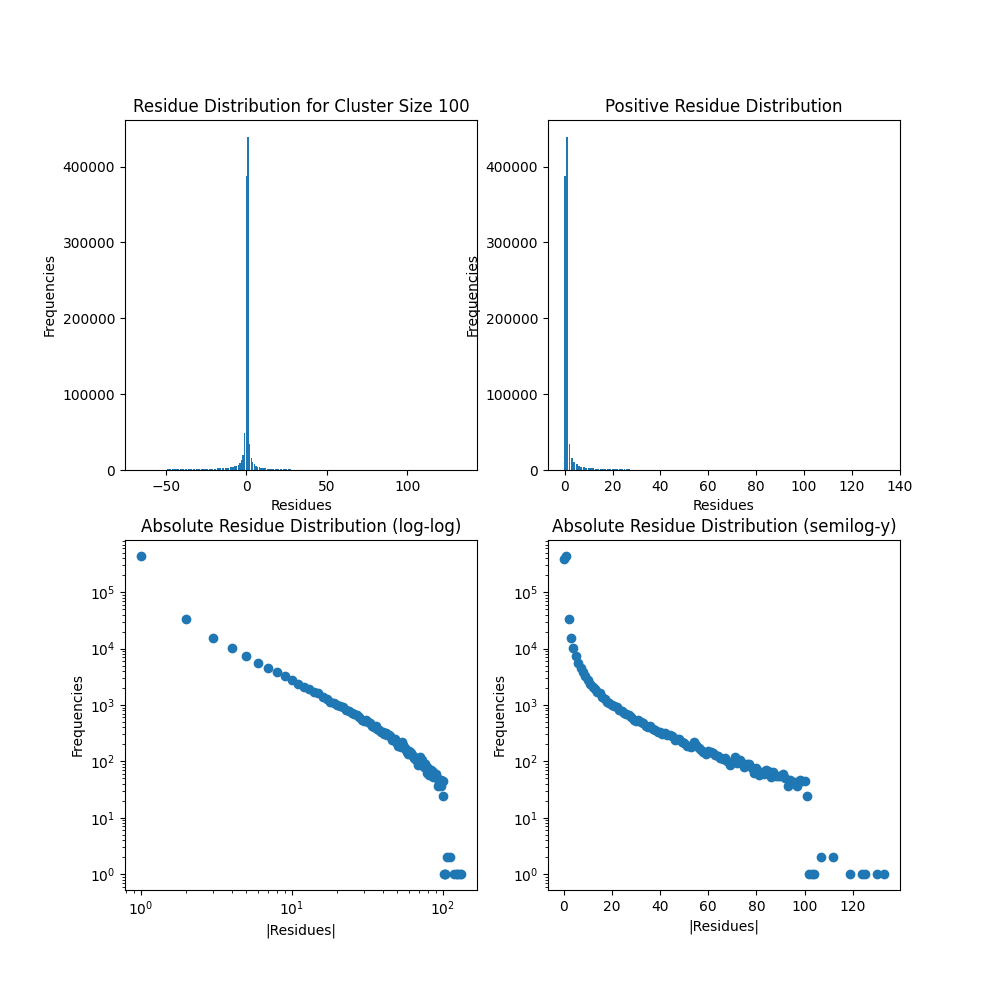 Residue Distribution for Cluster Size 100
400000
300000
200000
100000
0
Frequencies
−50 0 50 100
Residues
Positive Residue Distribution
400000
300000
200000
100000
0
Frequencies
0 20 40 60 80 100 120 140
Residues
Absolute Residue Distribution (log-log)
10⁵
10⁴
10³
10²
10¹
10⁰
Frequencies
10⁰ 10¹ 10²
|Residues|
Absolute Residue Distribution (semilog-y)
10⁵
10⁴
10³
10²
10¹
10⁰
Frequencies
0 20 40 60 80 100 120
|Residues|